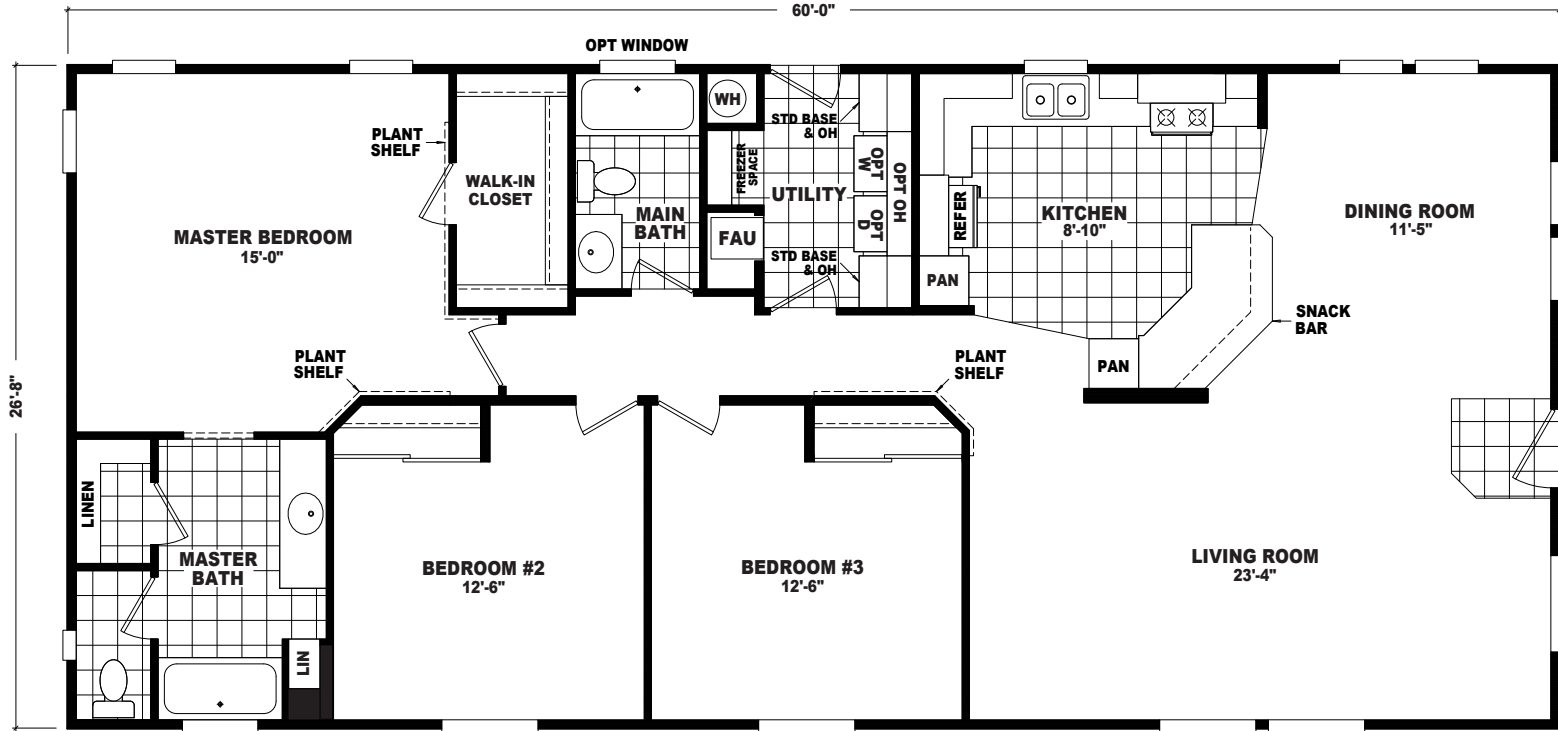 60'-0"
OPT WINDOW
26'-8"
PLANT
SHELF
MASTER BEDROOM
15'-0"
WALK-IN
CLOSET
MAIN
BATH
WH
FREEZER
SPACE
FAU
UTILITY
STD BASE
& OH
OPT
W
OPT
D
OPT OH
STD BASE
& OH
REFER
PAN
KITCHEN
8'-10"
DINING ROOM
11'-5"
SNACK
BAR
PAN
PLANT
SHELF
PLANT
SHELF
LINEN
MASTER
BATH
LIN
BEDROOM #2
12'-6"
BEDROOM #3
12'-6"
LIVING ROOM
23'-4"